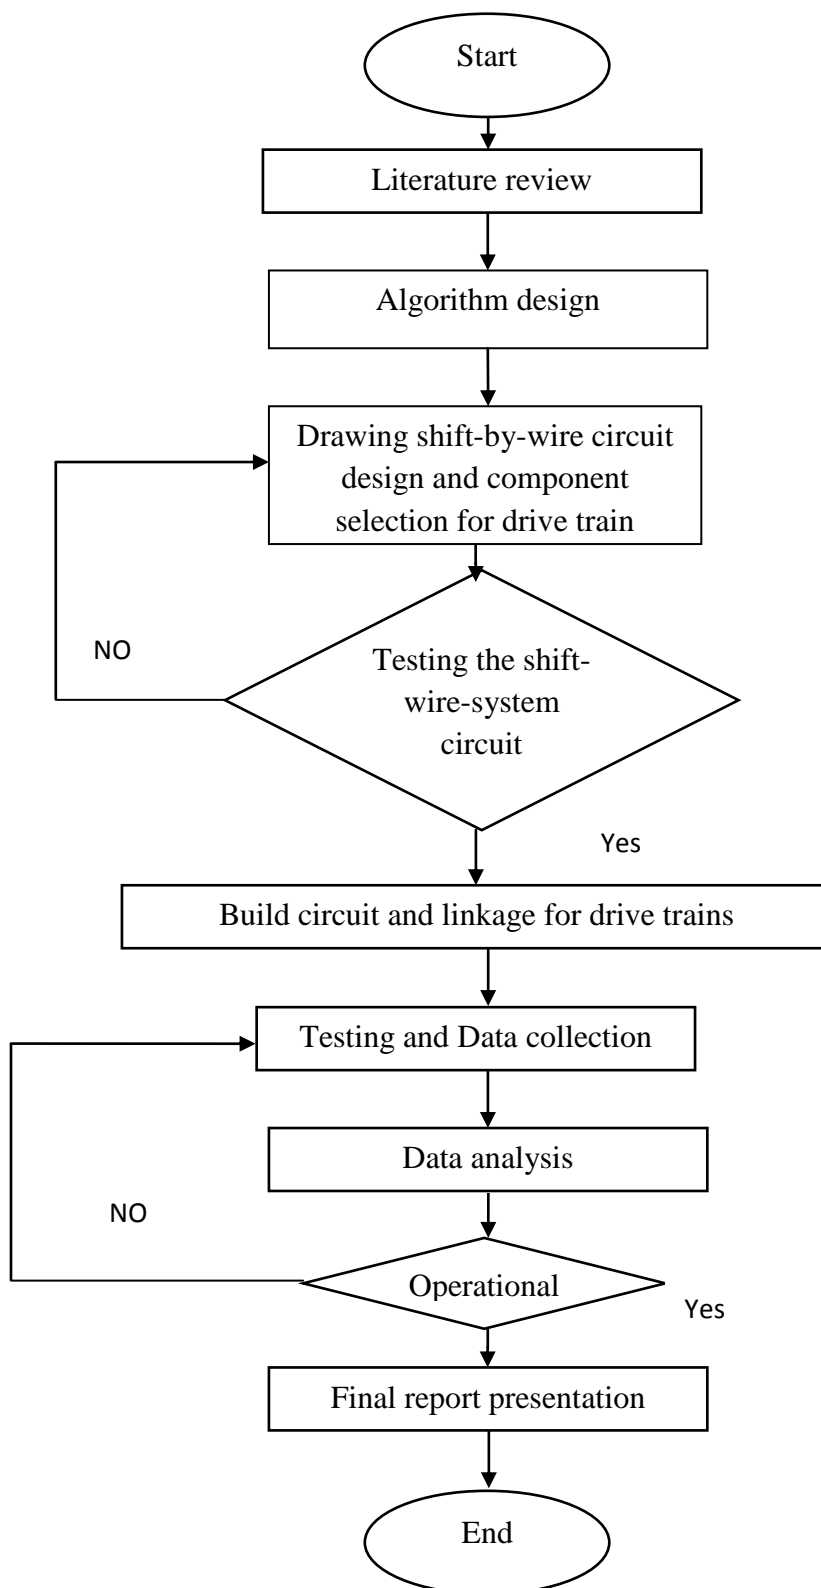 Start
Literature review
Algorithm design
Drawing shift-by-wire circuit
design and component
selection for drive train
NO
Testing the shift-
wire-system
circuit
Yes
Build circuit and linkage for drive trains
Testing and Data collection
Data analysis
NO
Operational
Yes
Final report presentation
End